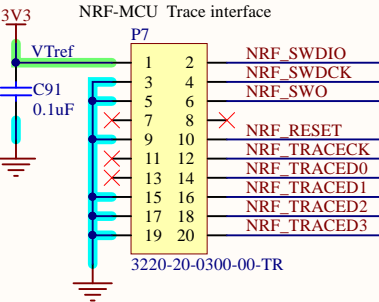 NRF-MCU Trace interface
3V3
P7
VTref
1 2 NRF_SWDIO
3 4 NRF_SWDCK
5 6 NRF_SWO
7 8
9 10 NRF_RESET
11 12 NRF_TRACECK
13 14 NRF_TRACED0
15 16 NRF_TRACED1
17 18 NRF_TRACED2
19 20 NRF_TRACED3
C91
0.1uF
3220-20-0300-00-TR